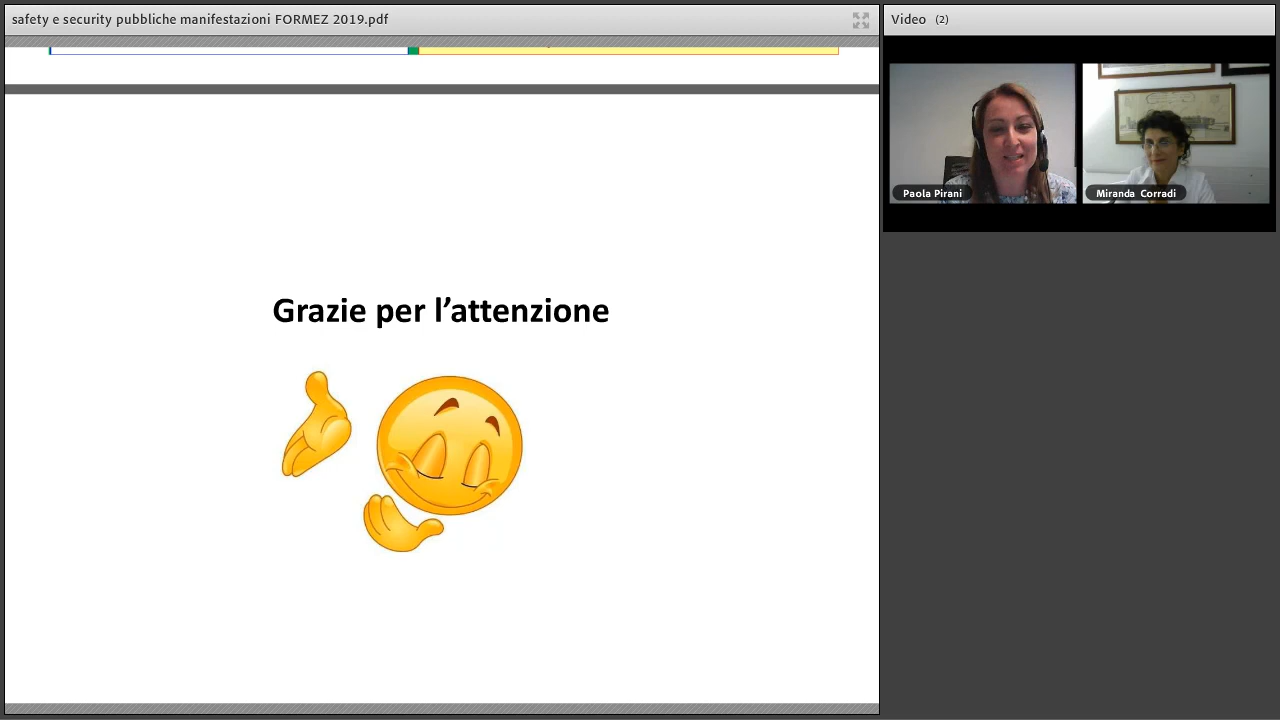 safety e security pubbliche manifestazioni FORMEZ 2019.pdf
Video (2)
Paola Pirani
Miranda Corradi
Grazie per l'attenzione